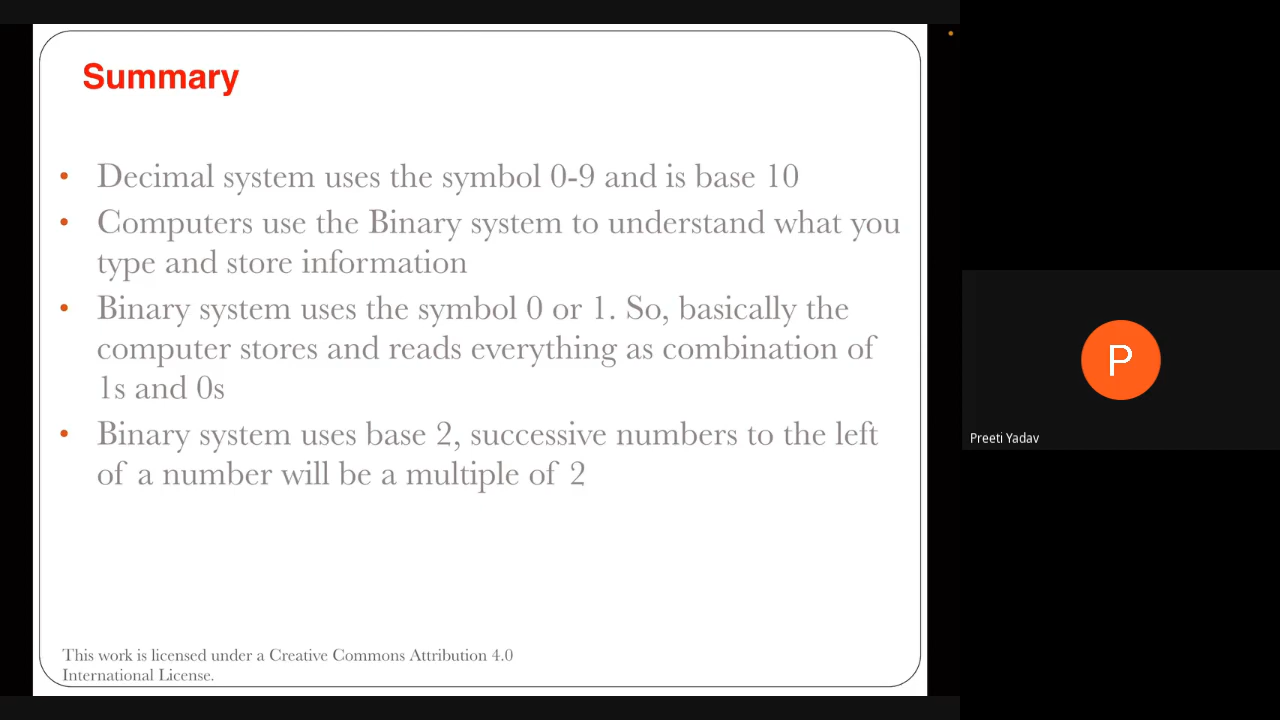 Summary
• Decimal system uses the symbol 0-9 and is base 10
• Computers use the Binary system to understand what you
type and store information
• Binary system uses the symbol 0 or 1. So, basically the
computer stores and reads everything as combination of
1s and 0s
• Binary system uses base 2, successive numbers to the left
of a number will be a multiple of 2
This work is licensed under a Creative Commons Attribution 4.0
International License.
P
Preeti Yadav